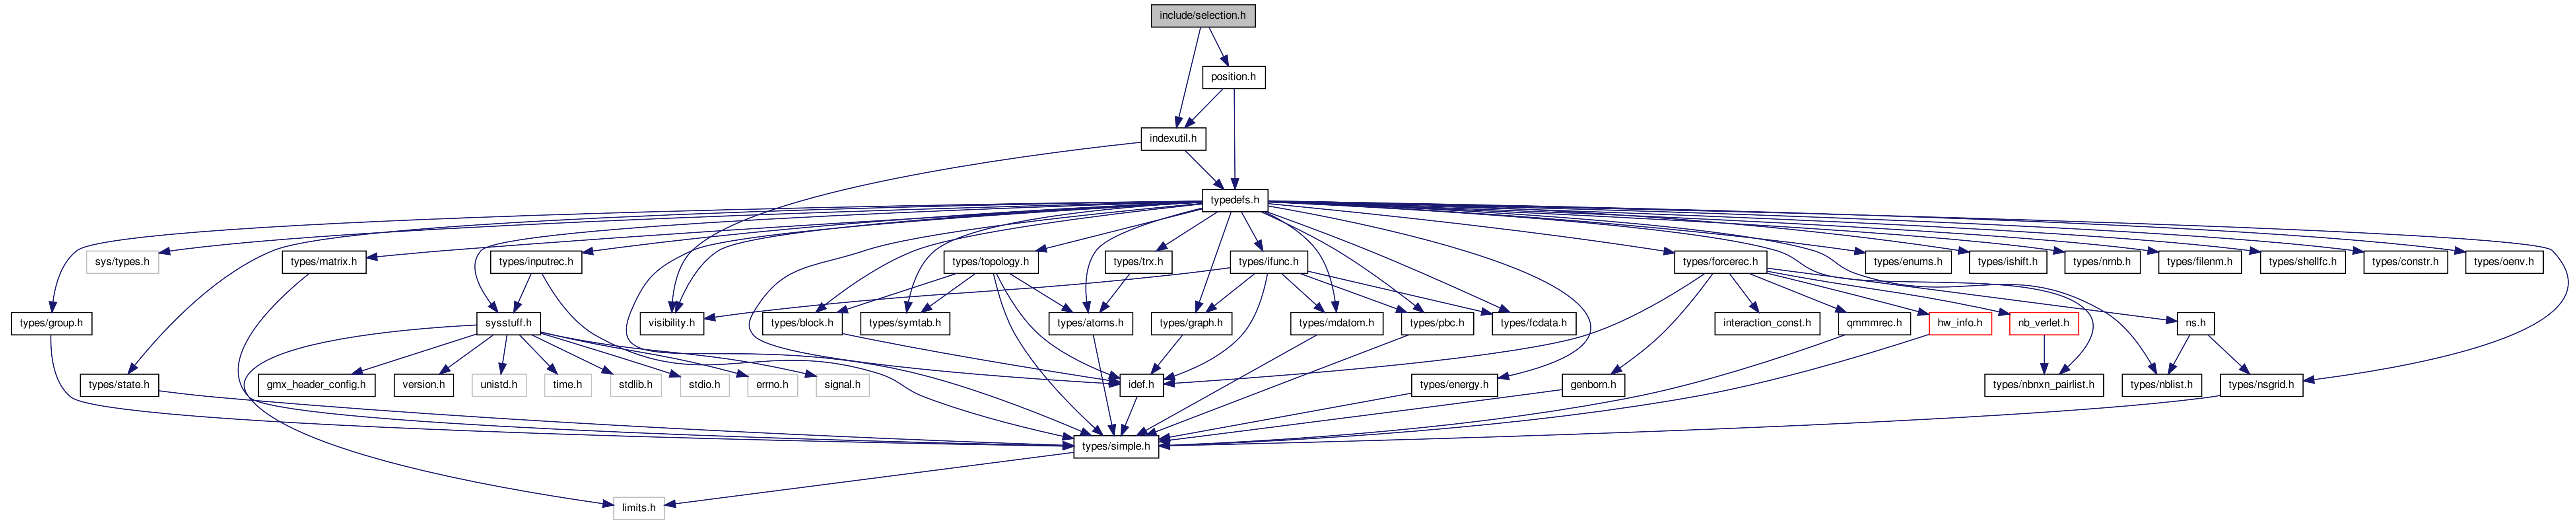 include/selection.h
position.h
indexutil.h
typedefs.h
sys/types.h
types/matrix.h
types/inputrec.h
types/topology.h
types/trx.h
types/ifunc.h
types/forcerec.h
types/enums.h
types/ishift.h
types/nrnb.h
types/filenm.h
types/shellfc.h
types/constr.h
types/oenv.h
types/group.h
sysstuff.h
visibility.h
types/block.h
types/symtab.h
types/atoms.h
types/graph.h
types/mdatom.h
types/pbc.h
types/fcdata.h
interaction_const.h
qmmmrec.h
hw_info.h
nb_verlet.h
ns.h
types/state.h
gmx_header_config.h
version.h
unistd.h
time.h
stdlib.h
stdio.h
errno.h
signal.h
idef.h
types/energy.h
genborn.h
types/nbnxn_pairlist.h
types/nblist.h
types/nsgrid.h
types/simple.h
limits.h